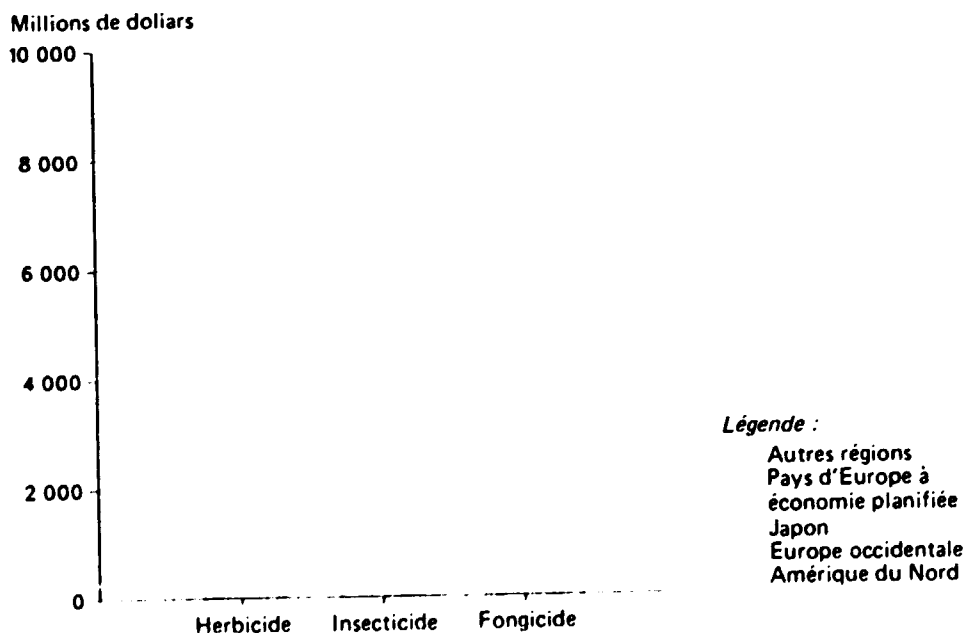 Millions de doliars
10 000
8 000
6 000
4 000
2 000
0
Herbicide Insecticide Fongicide
Légende :
Autres régions
Pays d'Europe à
économie planifiée
Japon
Europe occidentale
Amérique du Nord